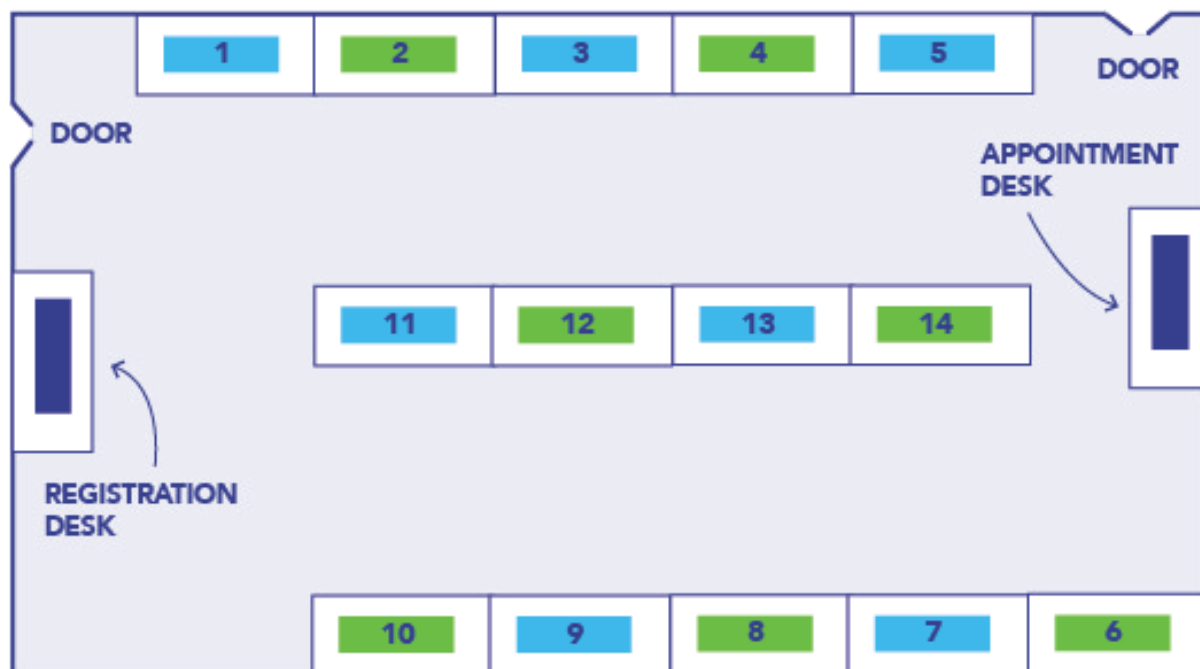 1 2 3 4 5
DOOR
DOOR
APPOINTMENT
DESK
11 12 13 14
REGISTRATION
DESK
10 9 8 7 6